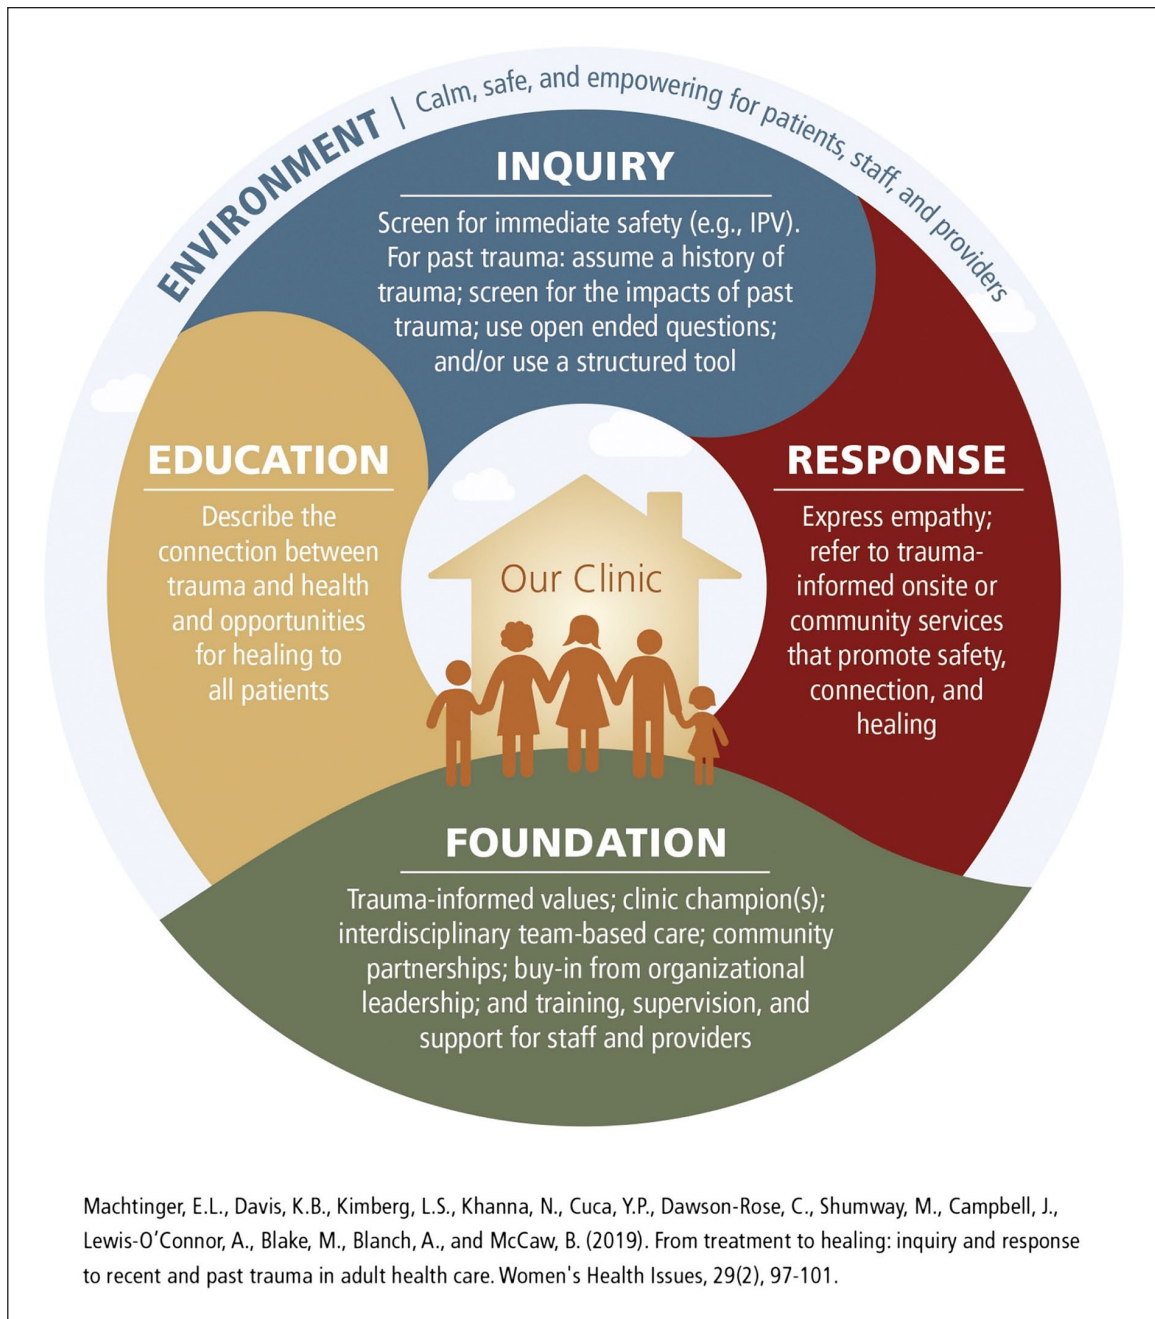 ENVIRONMENT | Calm, safe, and empowering for patients, staff, and providers
INQUIRY
Screen for immediate safety (e.g., IPV).
For past trauma: assume a history of
trauma; screen for the impacts of past
trauma; use open ended questions;
and/or use a structured tool
EDUCATION
Describe the
connection between
trauma and health
and opportunities
for healing to
all patients
RESPONSE
Express empathy;
refer to trauma-
informed onsite or
community services
that promote safety,
connection, and
healing
Our Clinic
FOUNDATION
Trauma-informed values; clinic champion(s);
interdisciplinary team-based care; community
partnerships; buy-in from organizational
leadership; and training, supervision, and
support for staff and providers
Machtinger, E.L., Davis, K.B., Kimberg, L.S., Khanna, N., Cuca, Y.P., Dawson-Rose, C., Shumway, M., Campbell, J.,
Lewis-O’Connor, A., Blake, M., Blanch, A., and McCaw, B. (2019). From treatment to healing: inquiry and response
to recent and past trauma in adult health care. Women's Health Issues, 29(2), 97-101.